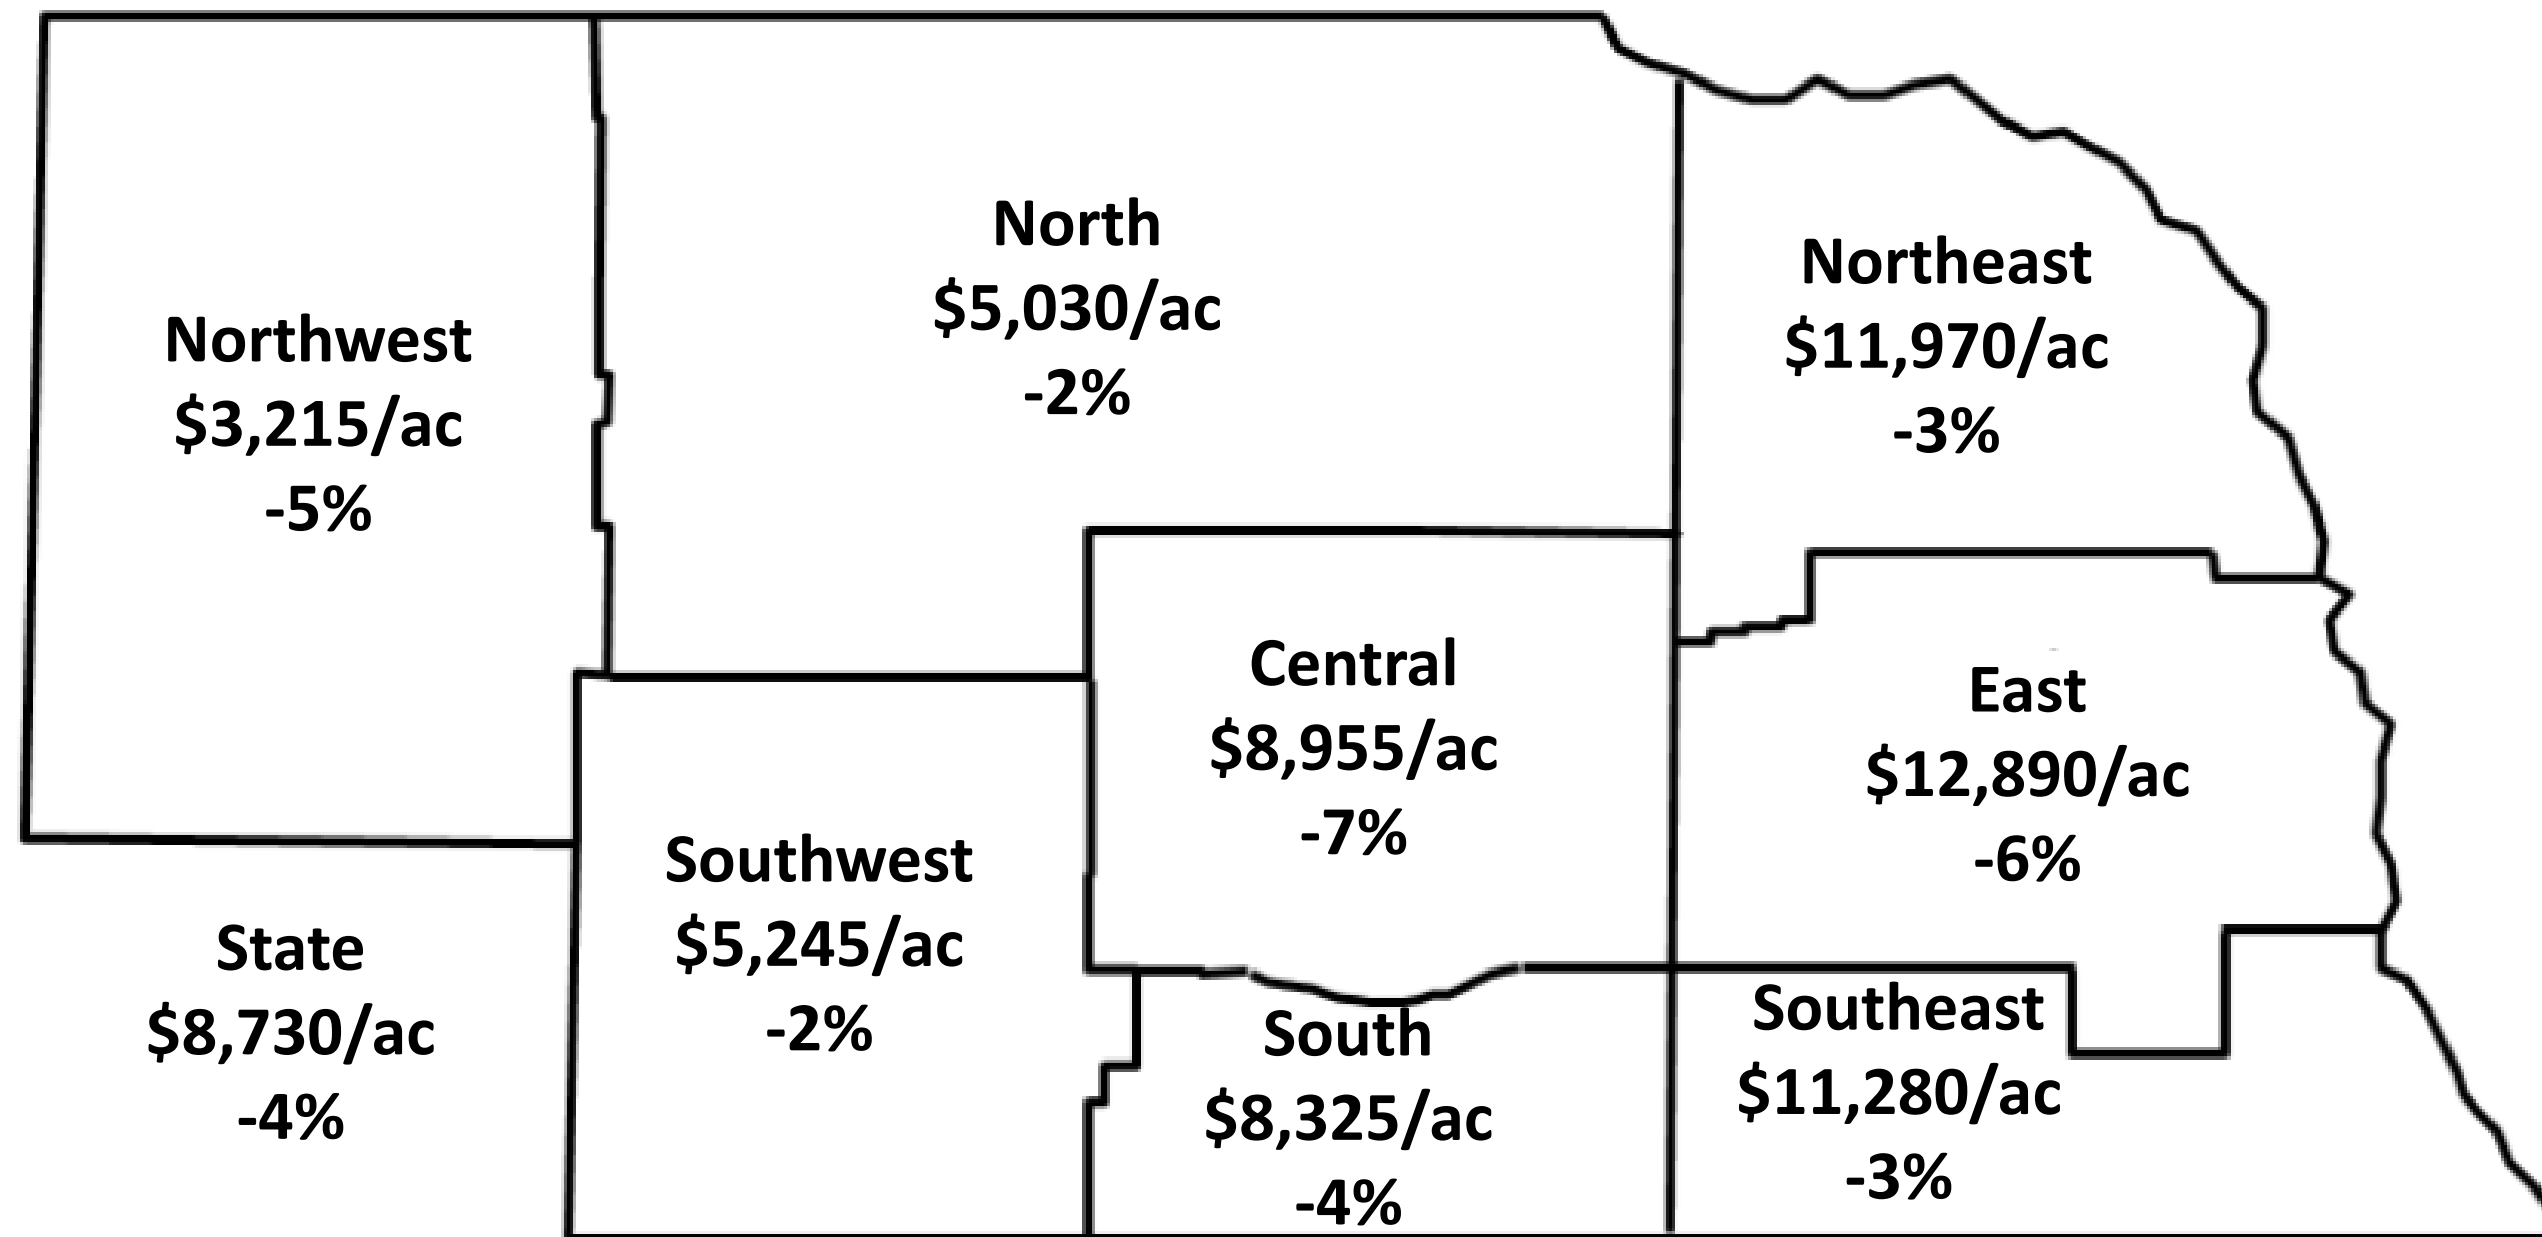 North
$5,030/ac
-2%
Northeast
$11,970/ac
-3%
Northwest
$3,215/ac
-5%
Central
$8,955/ac
-7%
East
$12,890/ac
-6%
Southwest
$5,245/ac
-2%
State
$8,730/ac
-4%
South
$8,325/ac
-4%
Southeast
$11,280/ac
-3%